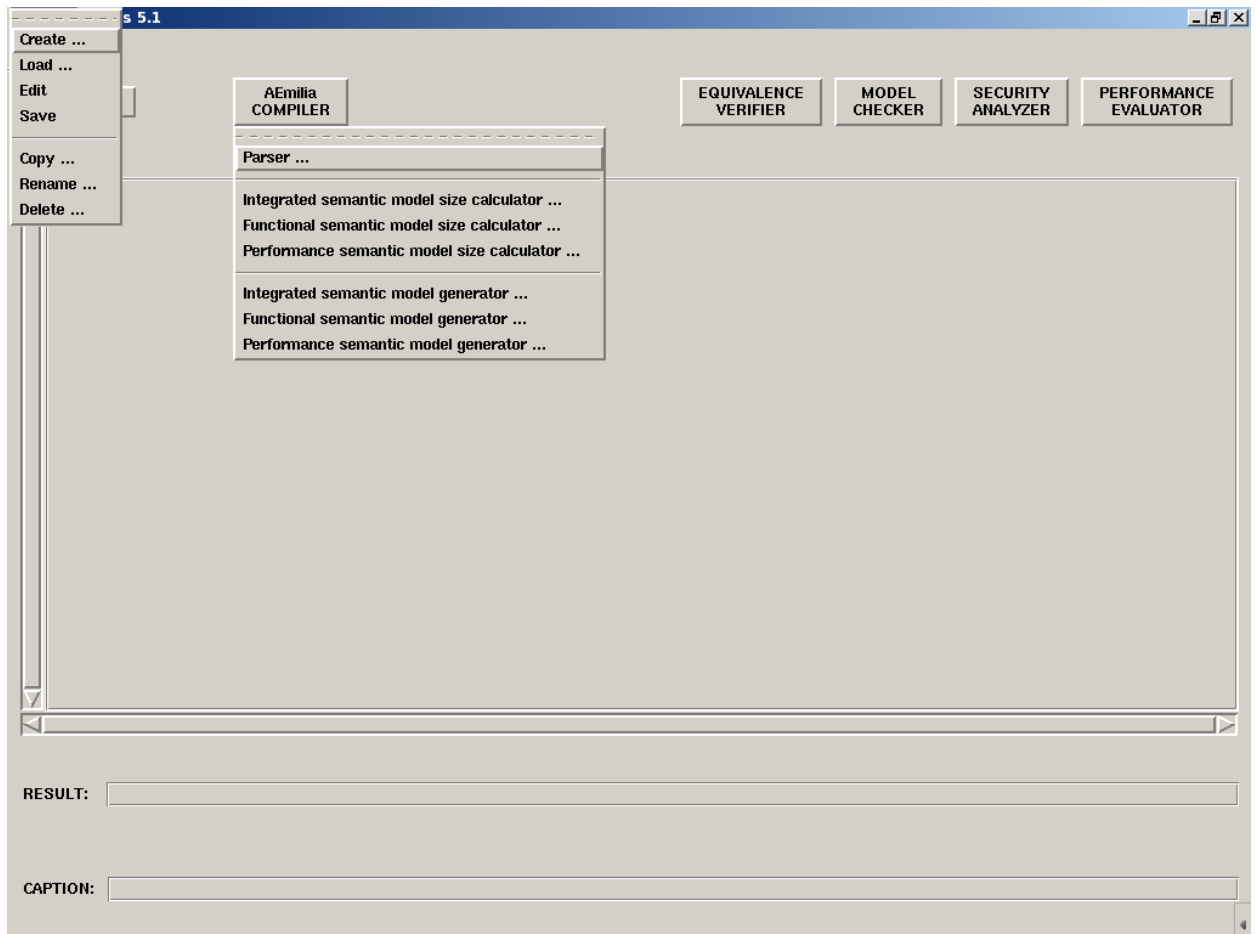 s 5.1
Create ...
Load ...
Edit
Save
Copy ...
Rename ...
Delete ...
AEmilia
COMPILER
Parser ...
Integrated semantic model size calculator ...
Functional semantic model size calculator ...
Performance semantic model size calculator ...
Integrated semantic model generator ...
Functional semantic model generator ...
Performance semantic model generator ...
EQUIVALENCE
VERIFIER
MODEL
CHECKER
SECURITY
ANALYZER
PERFORMANCE
EVALUATOR
RESULT:
CAPTION: